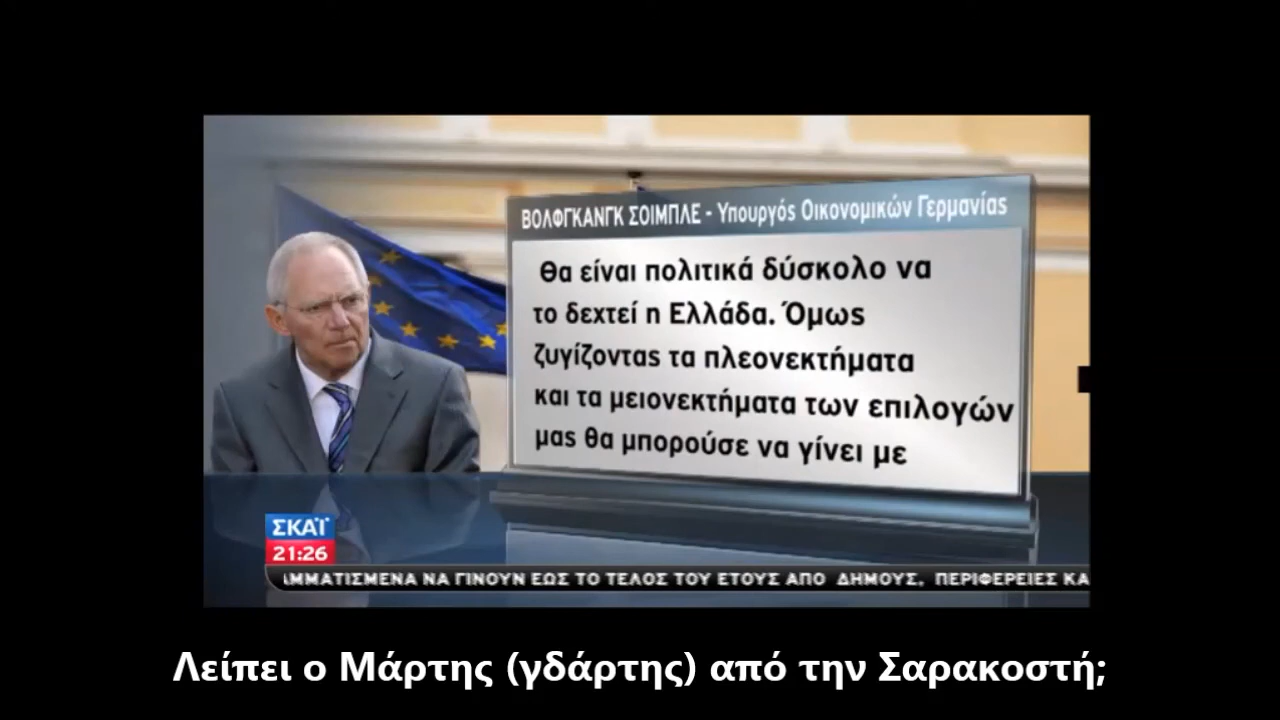 ΒΟΛΦΓΚΑΝΓΚ ΣΟΙΜΠΛΕ - Υπουργός Οικονομικών Γερμανίας
Θα είναι πολιτικά δύσκολο να
το δεχτεί η Ελλάδα. Όμως
ζυγίζοντας τα πλεονεκτήματα
και τα μειονεκτήματα των επιλογών
μας θα μπορούσε να γίνει με
ΣΚΑΪ
21:26
ΑΜΜΑΤΙΣΜΕΝΑ ΝΑ ΓΙΝΟΥΝ ΕΩΣ ΤΟ ΤΕΛΟΣ ΤΟΥ ΕΤΟΥΣ ΑΠΟ ΔΗΜΟΥΣ, ΠΕΡΙΦΕΡΕΙΕΣ ΚΑ
Λείπει ο Μάρτης (γδάρτης) από την Σαρακοστή;